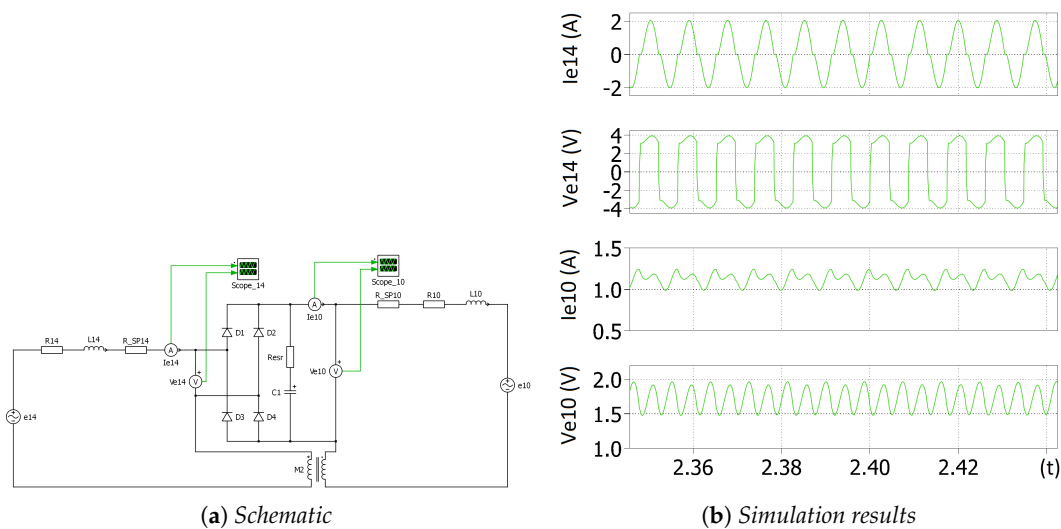 Scope_14
Scope_10
R14
L14
R_SP14
A
Ie14
Ve14
V
e14
D1
D2
D3
D4
Resr
C1
A
Ie10
Ve10
V
R_SP10
R10
L10
e10
M2
(a) Schematic
Ie14 (A)
2
0
-2
Ve14 (V)
4
2
0
-2
-4
Ie10 (A)
1.5
1.0
0.5
Ve10 (V)
2.0
1.5
1.0
2.36 2.38 2.40 2.42 (t)
(b) Simulation results